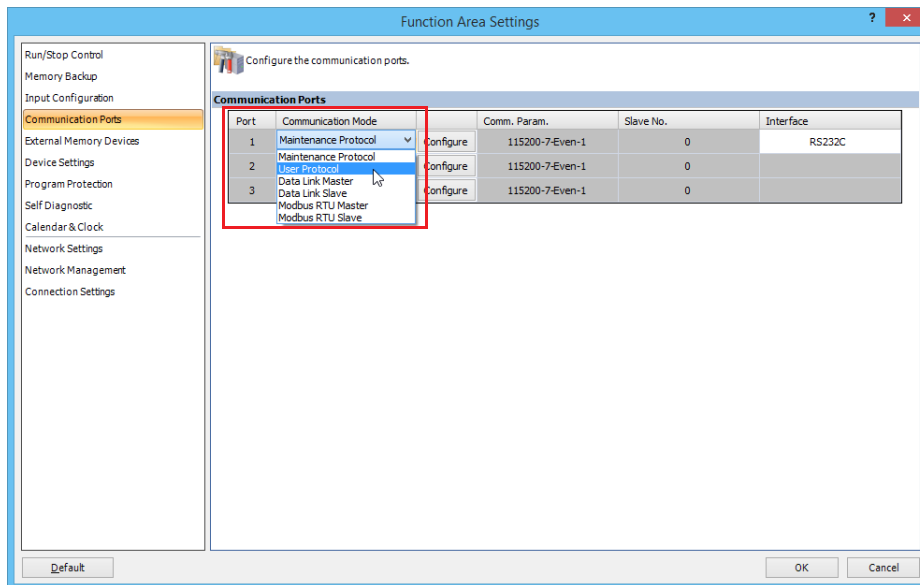 Function Area Settings
? ×
Run/Stop Control
Memory Backup
Input Configuration
Communication Ports
External Memory Devices
Device Settings
Program Protection
Self Diagnostic
Calendar & Clock
Network Settings
Network Management
Connection Settings
Configure the communication ports.
Communication Ports
Port Communication Mode Comm. Param. Slave No. Interface
1 Maintenance Protocol Configure 115200-7-Even-1 0 RS232C
2 Configure 115200-7-Even-1 0
3 Configure 115200-7-Even-1 0
Maintenance Protocol
User Protocol
Data Link Master
Data Link Slave
Modbus RTU Master
Modbus RTU Slave
Default OK Cancel